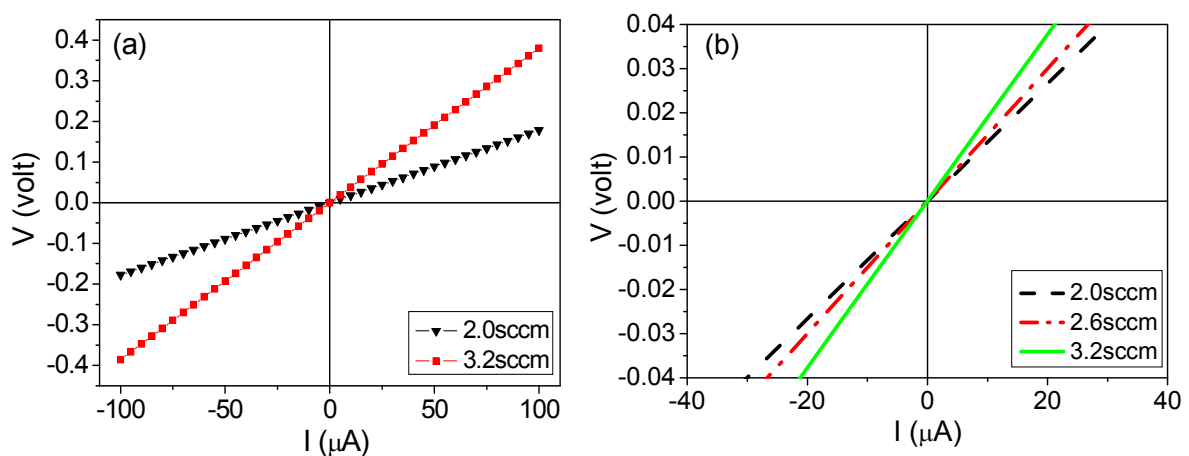 (a)
V (volt)
0.4
0.3
0.2
0.1
0.0
-0.1
-0.2
-0.3
-0.4
2.0sccm
3.2sccm
-100 -50 0 50 100
I (μA)
(b)
V (volt)
0.04
0.03
0.02
0.01
0.00
-0.01
-0.02
-0.03
-0.04
2.0sccm
2.6sccm
3.2sccm
-40 -20 0 20 40
I (μA)